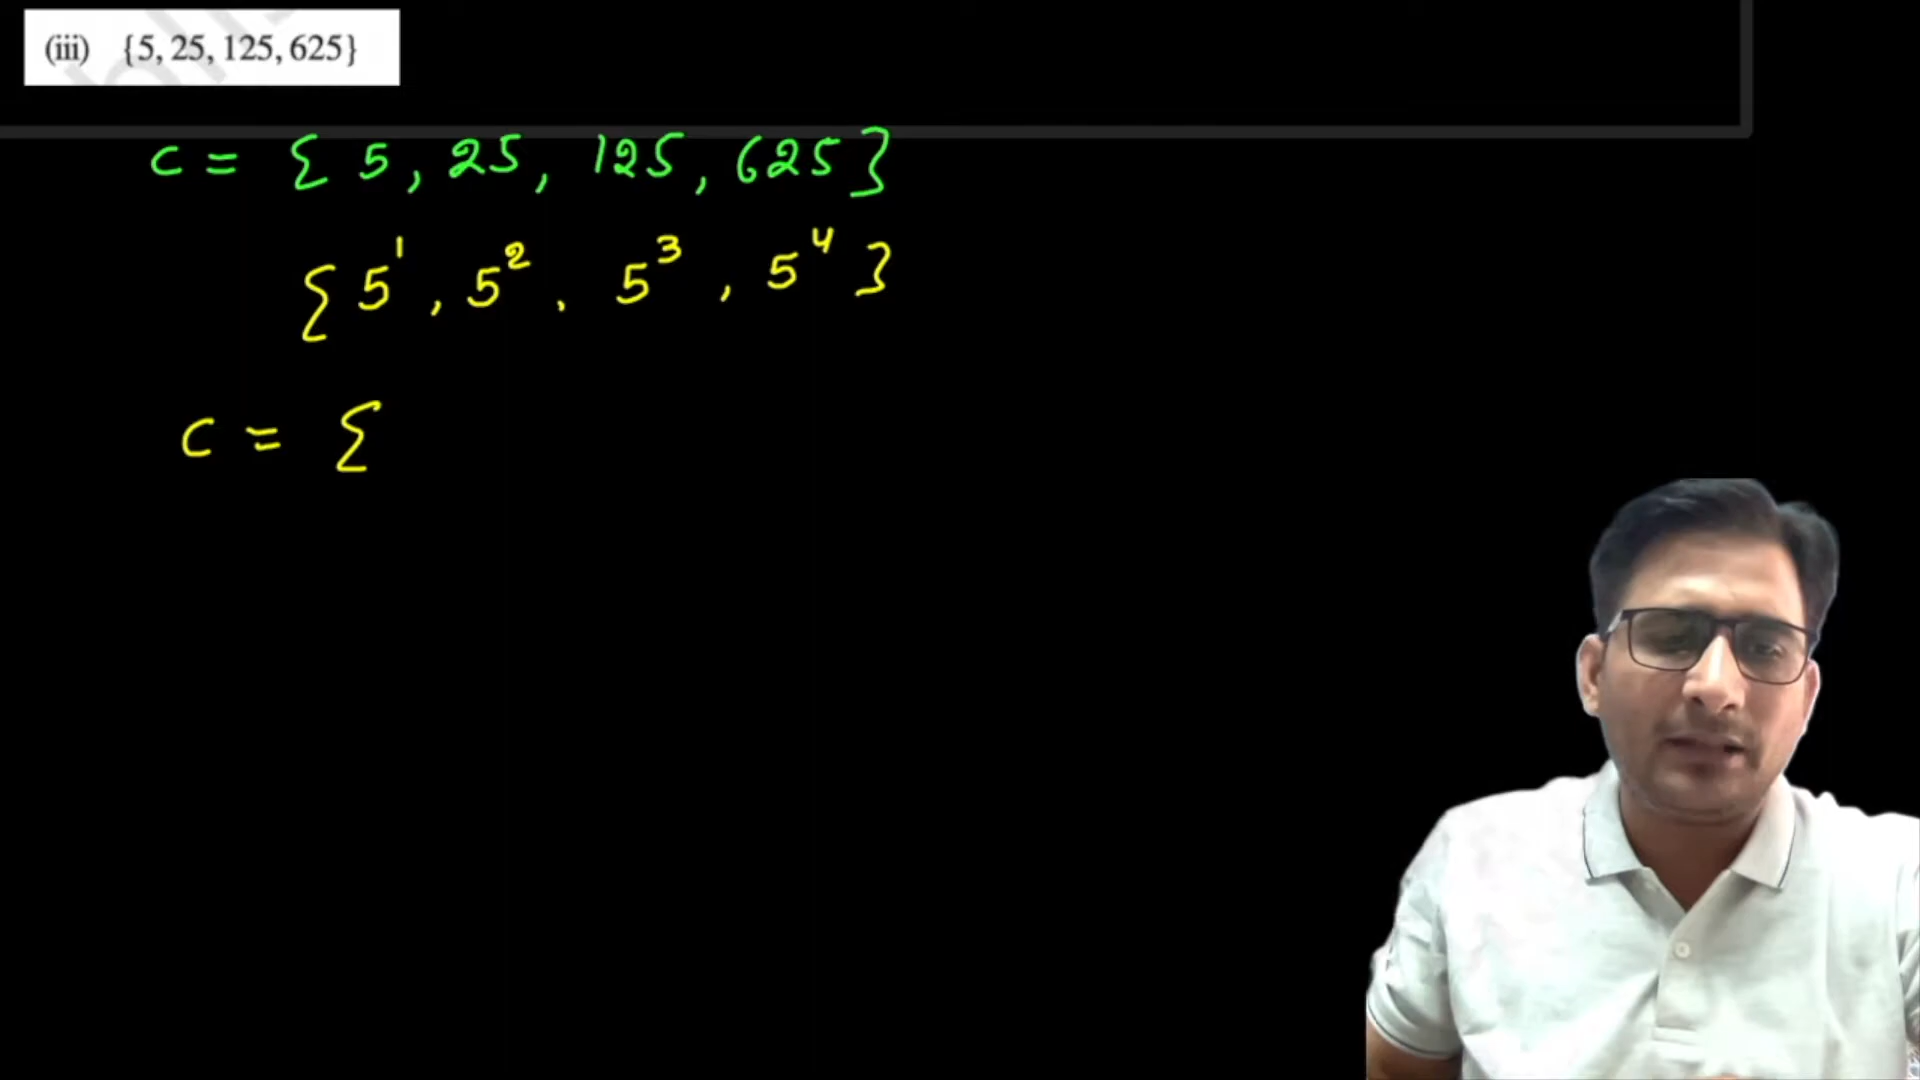 (iii) {5, 25, 125, 625}
C = { 5, 25, 125, 625 }
{ 5¹, 5², 5³, 5⁴ }
C = {